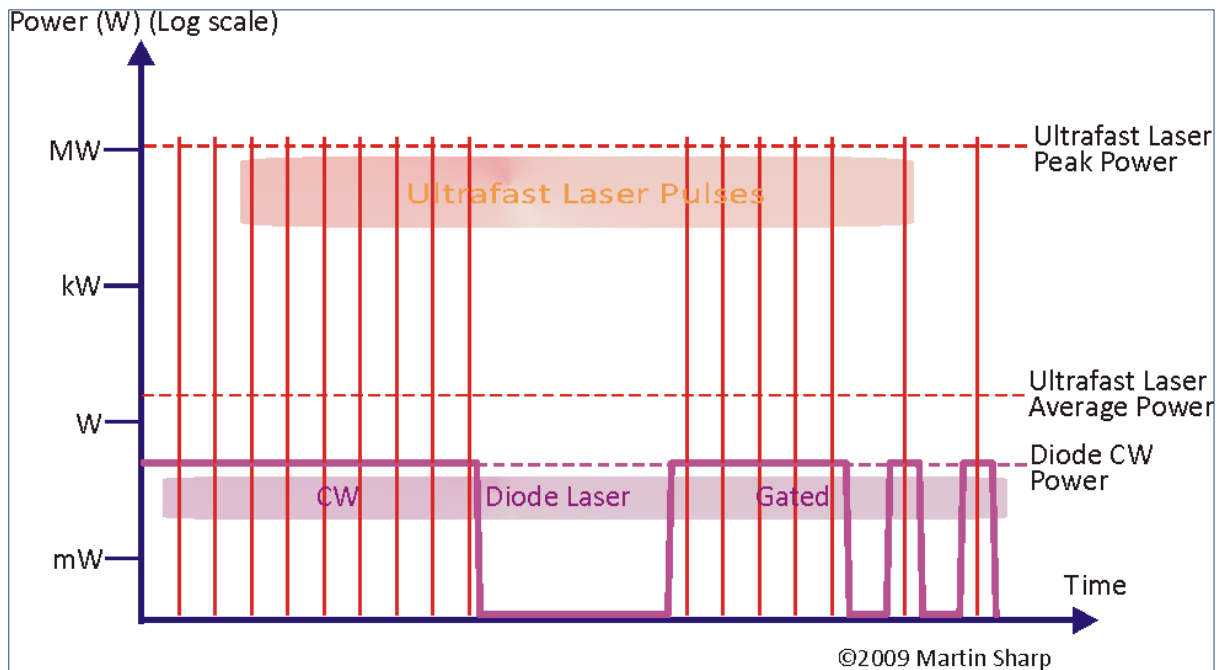 Power (W) (Log scale)
MW
Ultrafast Laser
Peak Power
Ultrafast Laser Pulses
kW
Ultrafast Laser
Average Power
W
Diode CW
Power
CW
Diode Laser
Gated
mW
Time
©2009 Martin Sharp